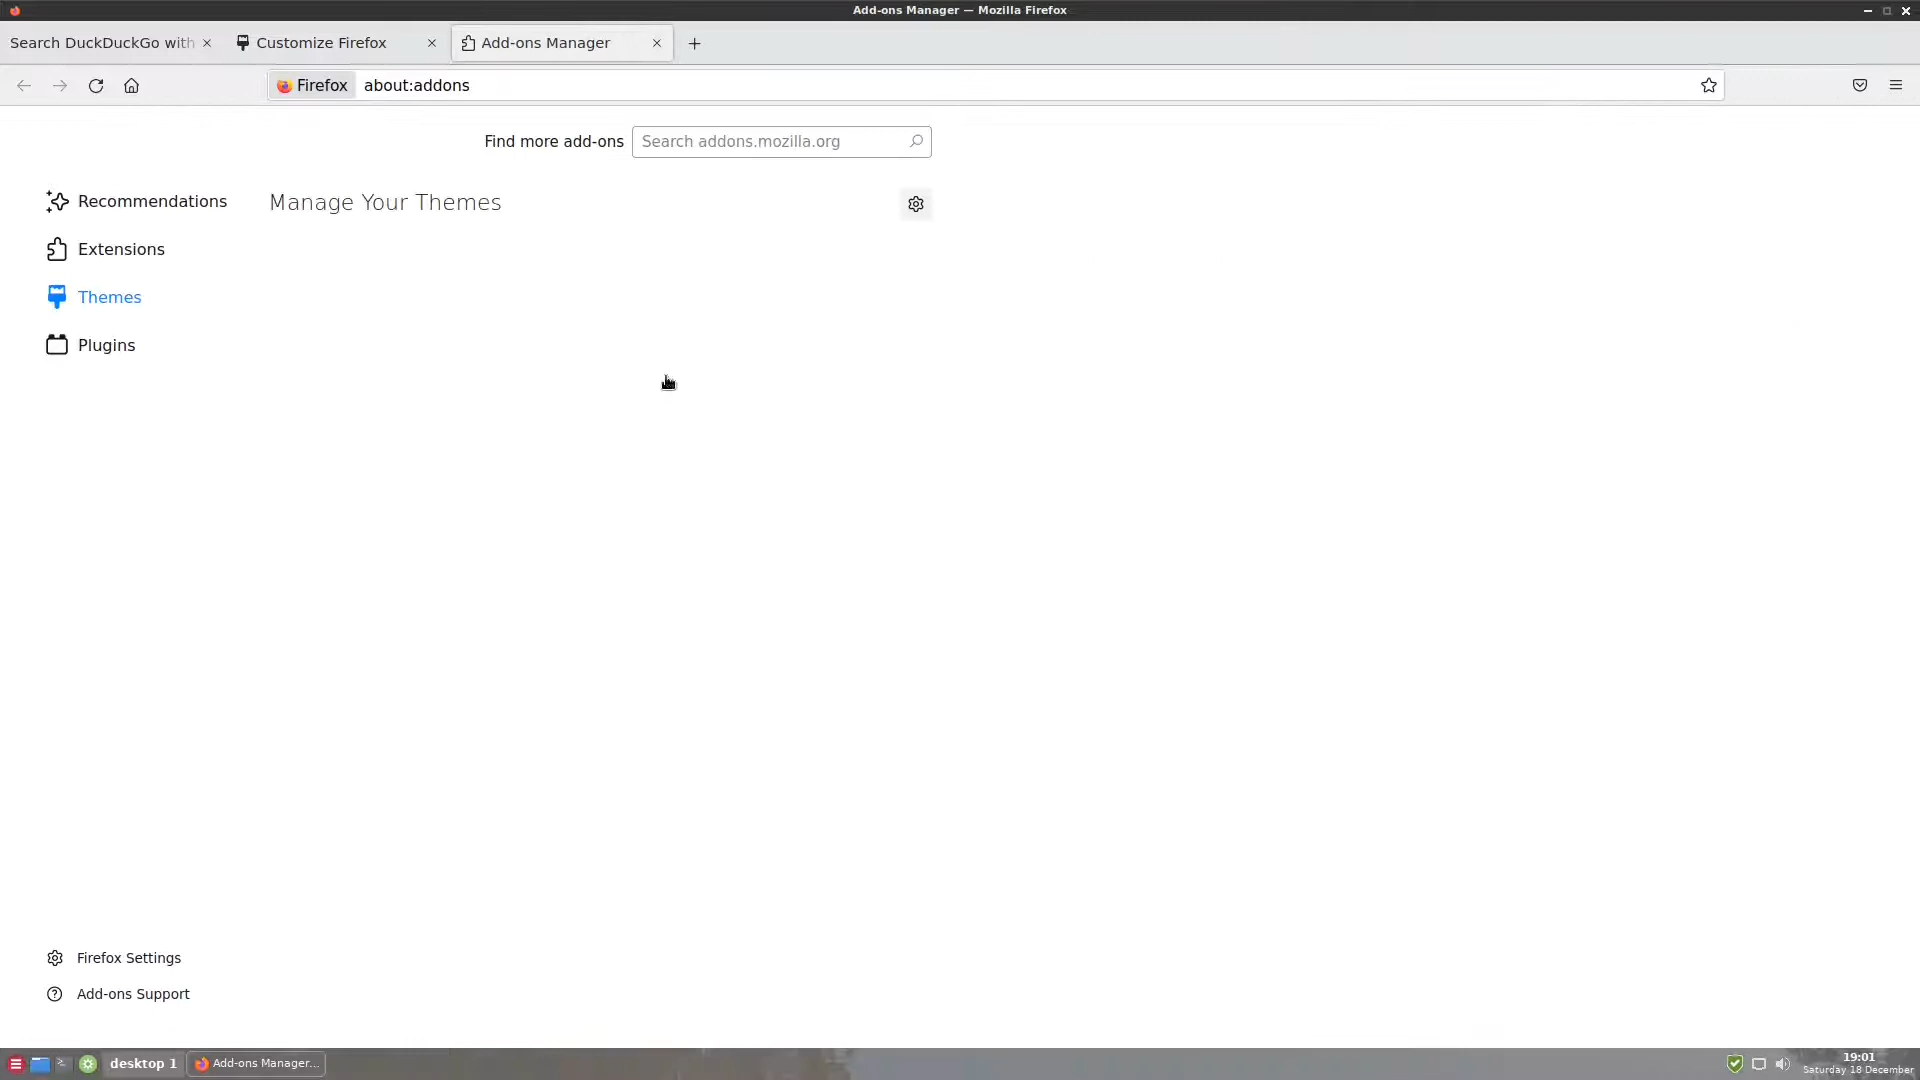 Add-ons Manager — Mozilla Firefox
Search DuckDuckGo with
Customize Firefox
Add-ons Manager
Firefox
about:addons
Find more add-ons
Search addons.mozilla.org
Recommendations
Manage Your Themes
Extensions
Themes
Plugins
Firefox Settings
Add-ons Support
desktop 1
Add-ons Manager...
19:01
Saturday 18 December